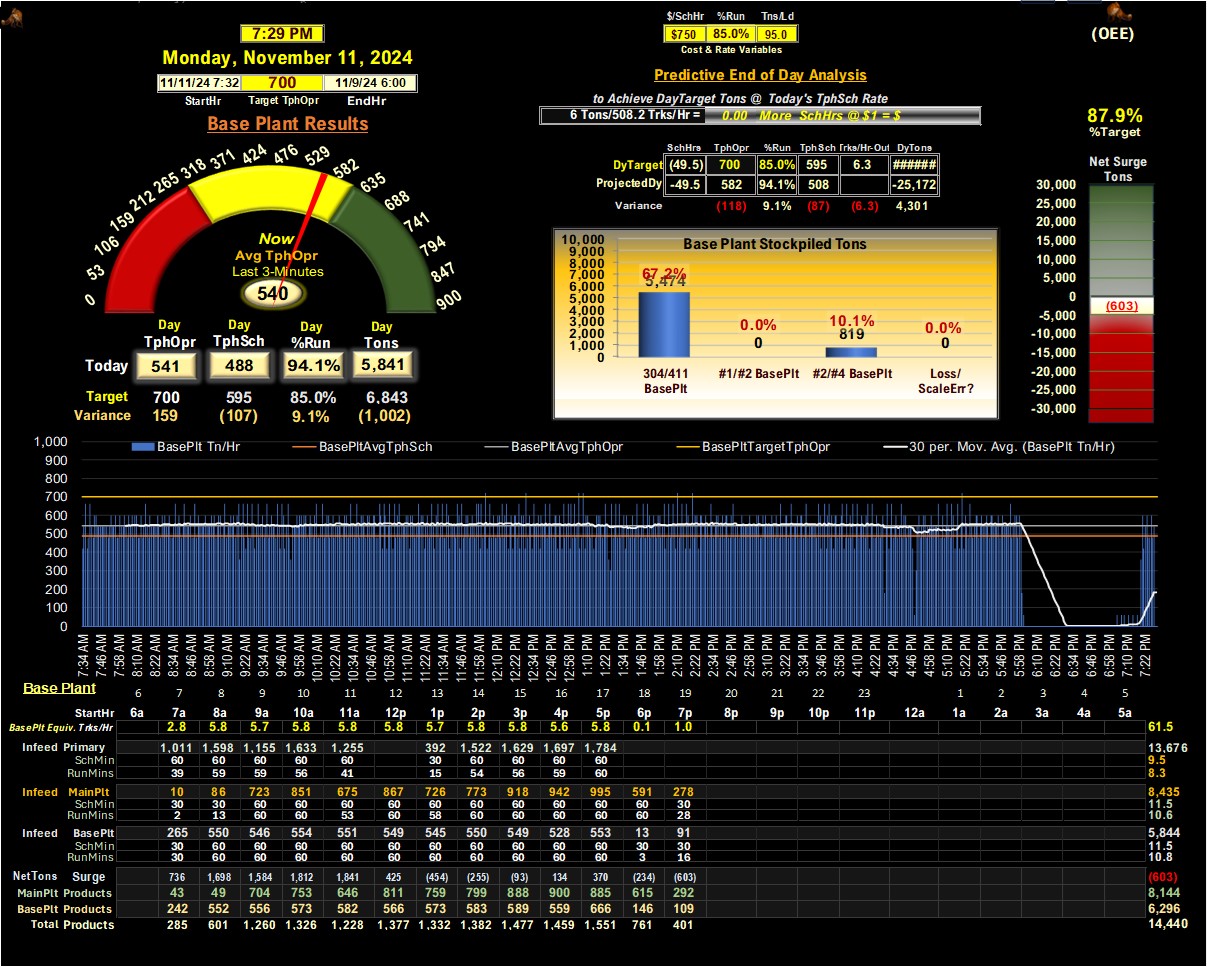 7:29 PM
Monday, November 11, 2024
11/11/24 7:32 700 11/9/24 6:00
StartHr Target TphOpr EndHr
Base Plant Results
0 53 106 159 212 265 318 371 424 476 529 582 635 688 741 794 847 900
Now
Avg TphOpr
Last 3-Minutes
540
Day TphOpr Day TphSch Day %Run Day Tons
Today 541 488 94.1% 5,841
Target 700 595 85.0% 6,843
Variance 159 (107) 9.1% (1,002)
$/SchHr %Run Tns/Ld
$750 85.0% 95.0
Cost & Rate Variables
Predictive End of Day Analysis
to Achieve DayTarget Tons @ Today's TphSch Rate
6 Tons/508.2 Trks/Hr = 0.00 More SchHrs @ $1 = $
SchHrs TphOpr %Run TphSch Trks/Hr-Out DyTons
DyTarget (49.5) 700 85.0% 595 6.3 ######
ProjectedDy -49.5 582 94.1% 508 -25,172
Variance (118) 9.1% (87) (6.3) 4,301
Base Plant Stockpiled Tons
10,000
9,000
8,000
7,000
6,000
5,000
4,000
3,000
2,000
1,000
0
67.2% 0.0% 10.1% 0.0%
5,474 0 819 0
304/411 BasePlt #1/#2 BasePlt #2/#4 BasePlt Loss/ ScaleErr?
(OEE)
87.9%
%Target
Net Surge
Tons
30,000
25,000
20,000
15,000
10,000
5,000
0
(603)
-5,000
-10,000
-15,000
-20,000
-25,000
-30,000
BasePlt Tn/Hr BasePltAvgTphSch BasePltAvgTphOpr BasePltTargetTphOpr 30 per. Mov. Avg. (BasePlt Tn/Hr)
1,000
900
800
700
600
500
400
300
200
100
0
7:34 AM 7:46 AM 7:58 AM 8:22 AM 8:34 AM 8:58 AM 9:10 AM 9:22 AM 9:46 AM 9:58 AM 10:10 AM 10:22 AM 10:46 AM 10:58 AM 11:10 AM 11:34 AM 11:46 AM 11:58 AM 12:10 PM 12:22 PM 12:34 PM 12:58 PM 1:10 PM 1:22 PM 1:34 PM 1:58 PM 2:10 PM 2:22 PM 2:34 PM 2:46 PM 2:58 PM 3:22 PM 3:34 PM 3:46 PM 3:58 PM 4:22 PM 4:34 PM 4:46 PM 4:58 PM 5:10 PM 5:22 PM 5:34 PM 5:46 PM 5:58 PM 6:10 PM 6:22 PM 6:34 PM 6:46 PM 6:58 PM 7:10 PM 7:22 PM
Base Plant 6 7 8 9 10 11 12 13 14 15 16 17 18 19 20 21 22 23 1 2 3 4 5
StartHr 6a 7a 8a 9a 10a 11a 12p 1p 2p 3p 4p 5p 6p 7p 8p 9p 10p 11p 12a 1a 2a 3a 4a 5a
BasePlt Equiv. Trks/Hr 2.8 5.8 5.7 5.8 5.8 5.8 5.7 5.8 5.8 5.6 5.8 0.1 1.0 61.5
Infeed Primary 1,011 1,598 1,155 1,633 1,255 392 1,522 1,629 1,697 1,784 13,676
SchMin 60 60 60 60 60 30 60 60 60 60 9.5
RunMins 39 59 59 56 41 15 54 56 59 60 8.3
Infeed MainPlt 10 86 723 851 675 867 726 773 918 942 995 591 278 8,435
SchMin 30 30 60 60 60 60 60 60 60 60 60 60 30 11.5
RunMins 2 13 60 60 53 60 58 60 60 60 60 60 28 10.6
Infeed BasePlt 265 550 546 554 551 549 545 550 549 528 553 13 91 5,844
SchMin 30 60 60 60 60 60 60 60 60 60 60 30 30 11.5
RunMins 30 60 60 60 60 60 60 60 60 60 60 3 16 10.8
NetTons Surge 736 1,698 1,584 1,812 1,841 425 (454) (255) (93) 134 370 (234) (603) (603)
MainPlt Products 43 49 704 753 646 811 759 799 888 900 885 615 292 8,144
BasePlt Products 242 552 556 573 582 566 573 583 589 559 666 146 109 6,296
Total Products 285 601 1,260 1,326 1,228 1,377 1,332 1,382 1,477 1,459 1,551 761 401 14,440